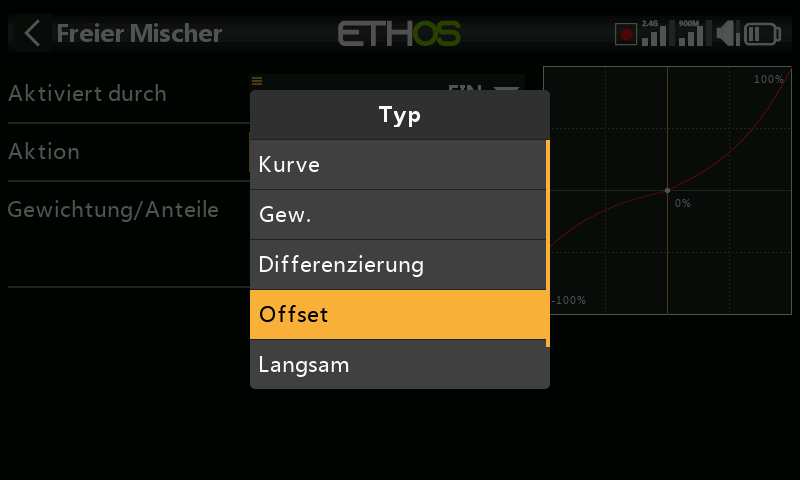 Freier Mischer
ETHOS
2.4G
900M
Aktiviert durch
EIN
Aktion
Gewichtung/Anteile
Typ
Kurve
Gew.
Differenzierung
Offset
Langsam
100%
0%
-100%